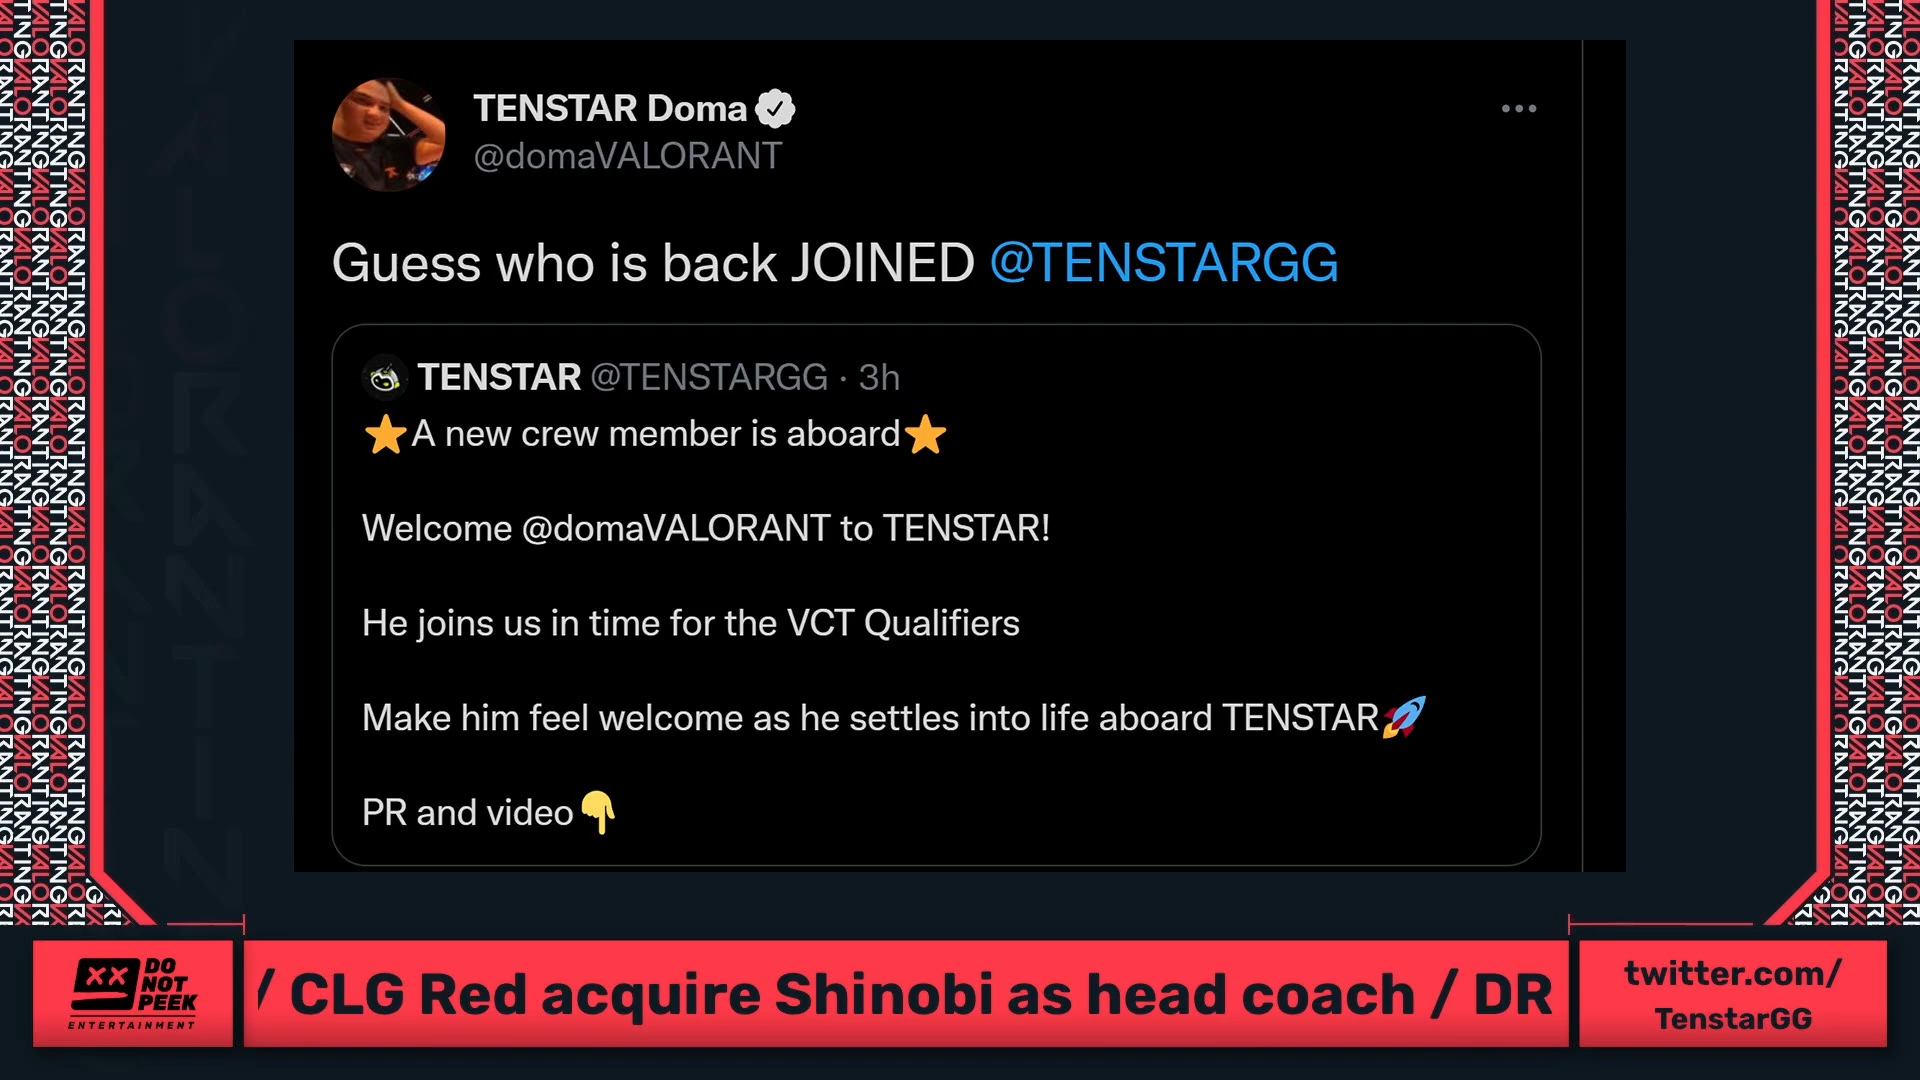 TENSTAR Doma
@domaVALORANT
Guess who is back JOINED @TENSTARGG
TENSTAR @TENSTARGG · 3h
⭐A new crew member is aboard⭐
Welcome @domaVALORANT to TENSTAR!
He joins us in time for the VCT Qualifiers
Make him feel welcome as he settles into life aboard TENSTAR🚀
PR and video👇
XX DO
NOT
PEEK
ENTERTAINMENT
/ CLG Red acquire Shinobi as head coach / DR
twitter.com/
TenstarGG
VALORANTING